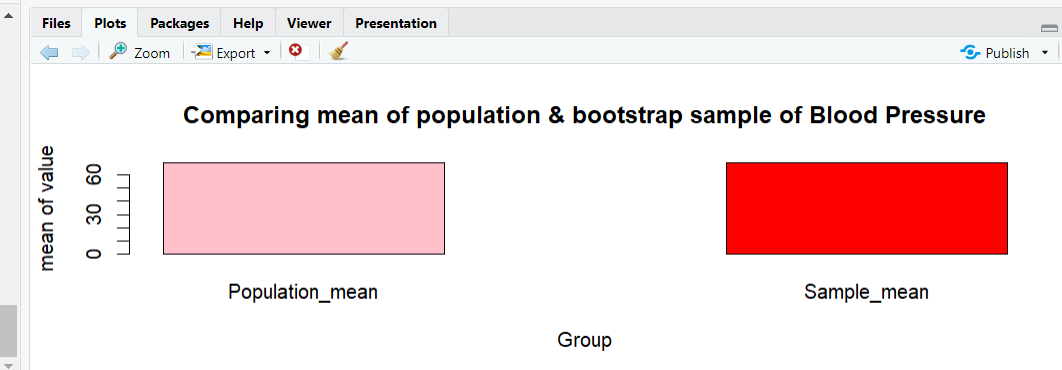 Files Plots Packages Help Viewer Presentation
Zoom Export Publish
Comparing mean of population & bootstrap sample of Blood Pressure
mean of value
60
30
0
Population_mean Sample_mean
Group